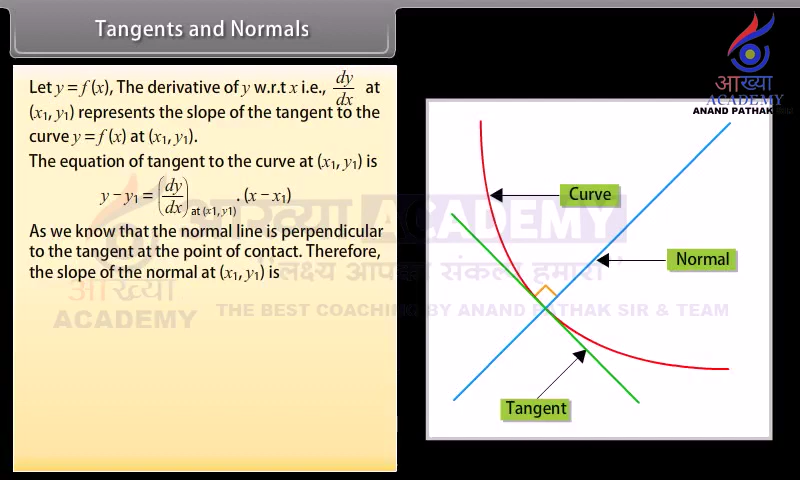 Tangents and Normals
Let y = f (x), The derivative of y w.r.t x i.e., dy/dx at
(x₁, y₁) represents the slope of the tangent to the
curve y = f (x) at (x₁, y₁).
The equation of tangent to the curve at (x₁, y₁) is
y − y₁ = (dy/dx) at (x₁, y₁) . (x − x₁)
As we know that the normal line is perpendicular
to the tangent at the point of contact. Therefore,
the slope of the normal at (x₁, y₁) is
Curve
Normal
Tangent
आख्या
ACADEMY
ANAND PATHAK
आख्या ACADEMY
"लक्ष्य आपका संकल्प हमारा"
THE BEST COACHING BY ANAND PATHAK SIR & TEAM
आख्या
ACADEMY